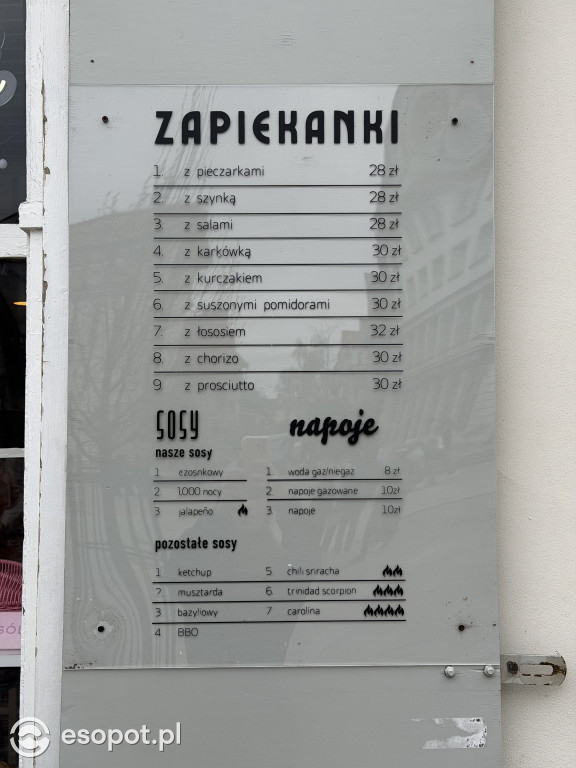 ZAPIEKANKI
1. z pieczarkami 28 zł
2. z szynką 28 zł
3. z salami 28 zł
4. z karkówką 30 zł
5. z kurczakiem 30 zł
6. z suszonymi pomidorami 30 zł
7. z łososiem 32 zł
8. z chorizo 30 zł
9 z prosciutto 30 zł
SOSY
nasze sosy
1 czosnkowy
2 1.000 nocy
3 jalapeño
napoje
1 woda gaz/niegaz 8 zł
2 napoje gazowane 10zł
3 napoje 10zł
pozostałe sosy
1 ketchup
2 musztarda
3 bazyliowy
4 BBQ
5. chili sriracha
6. trinidad scorpion
7 carolina
esopot.pl